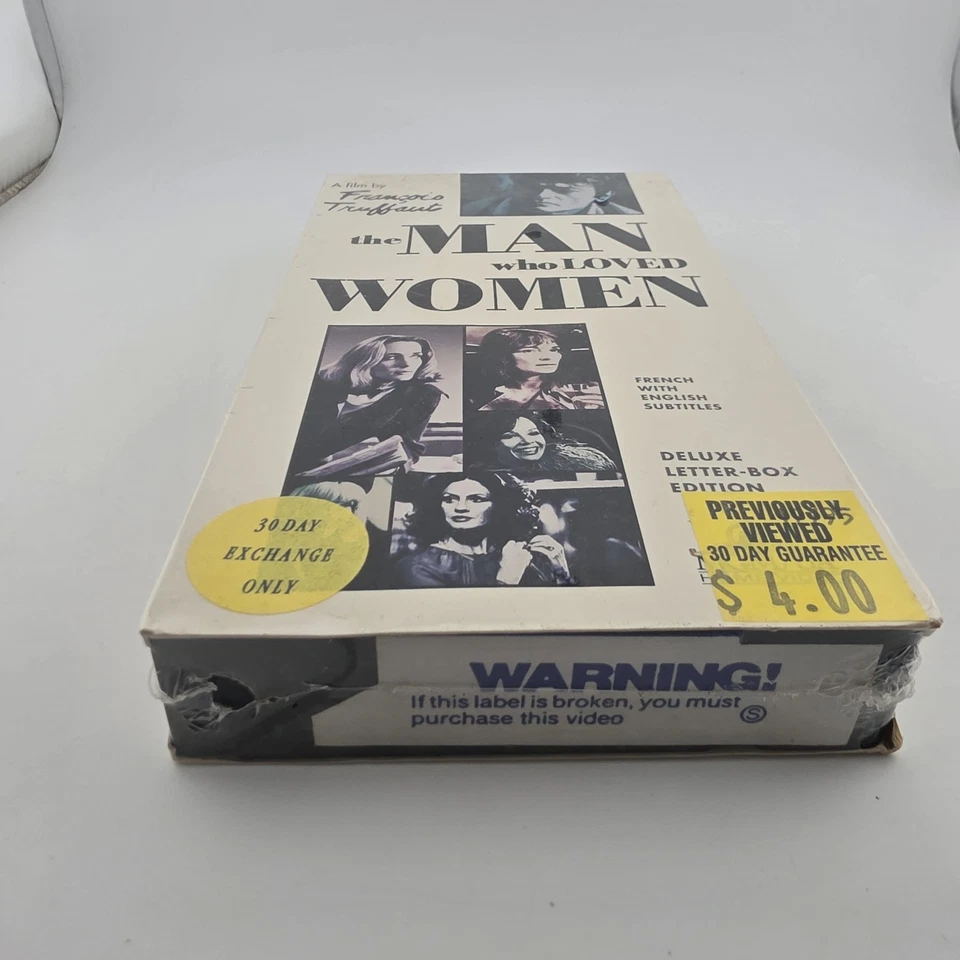 A film by
François
Truffaut
the MAN
who LOVED
WOMEN
FRENCH
WITH
ENGLISH
SUBTITLES
DELUXE
LETTER-BOX
EDITION
30 DAY
EXCHANGE
ONLY
PREVIOUSLY
VIEWED
30 DAY GUARANTEE
$ 4.00
WARNING!
If this label is broken, you must
purchase this video
S